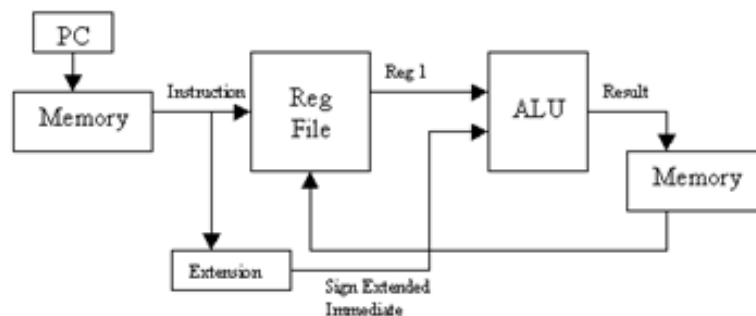 PC
Memory
Instruction
Reg
File
Reg 1
ALU
Result
Memory
Extension
Sign Extended
Immediate